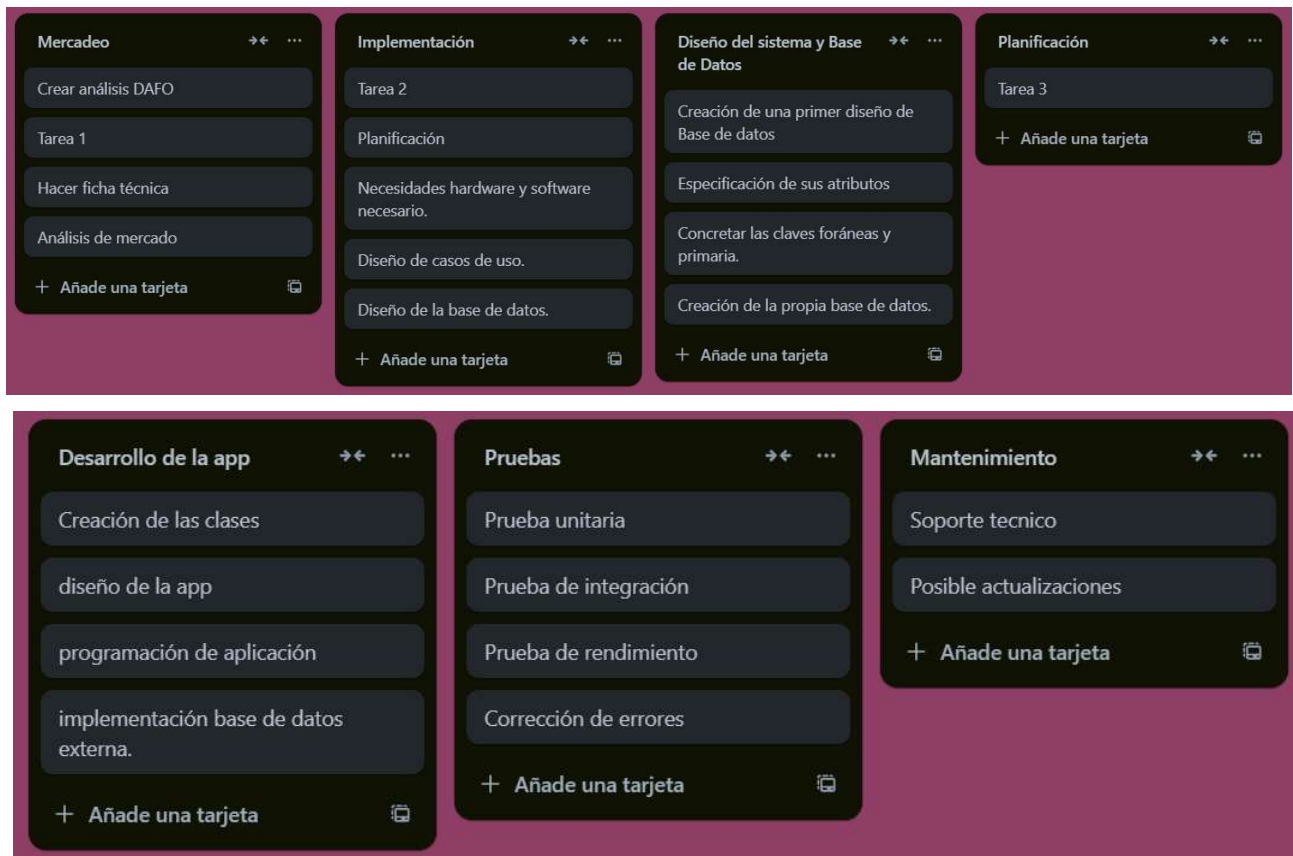 Mercadeo
Crear análisis DAFO
Tarea 1
Hacer ficha técnica
Análisis de mercado
+ Añade una tarjeta
Implementación
Tarea 2
Planificación
Necesidades hardware y software
necesario.
Diseño de casos de uso.
Diseño de la base de datos.
+ Añade una tarjeta
Diseño del sistema y Base
de Datos
Creación de una primer diseño de
Base de datos
Especificación de sus atributos
Concretar las claves foráneas y
primaria.
Creación de la propia base de datos.
+ Añade una tarjeta
Planificación
Tarea 3
+ Añade una tarjeta
Desarrollo de la app
Creación de las clases
diseño de la app
programación de aplicación
implementación base de datos
externa.
+ Añade una tarjeta
Pruebas
Prueba unitaria
Prueba de integración
Prueba de rendimiento
Corrección de errores
+ Añade una tarjeta
Mantenimiento
Soporte tecnico
Posible actualizaciones
+ Añade una tarjeta